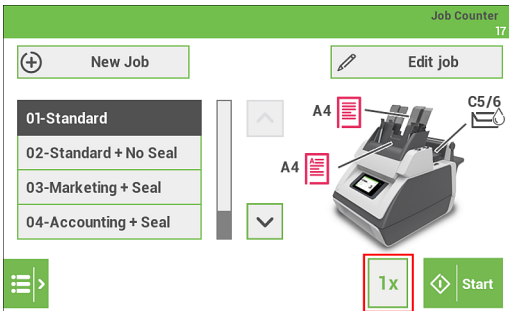 Job Counter
17
New Job
Edit job
01-Standard
02-Standard + No Seal
03-Marketing + Seal
04-Accounting + Seal
A4
C5/6
A4
1x
Start